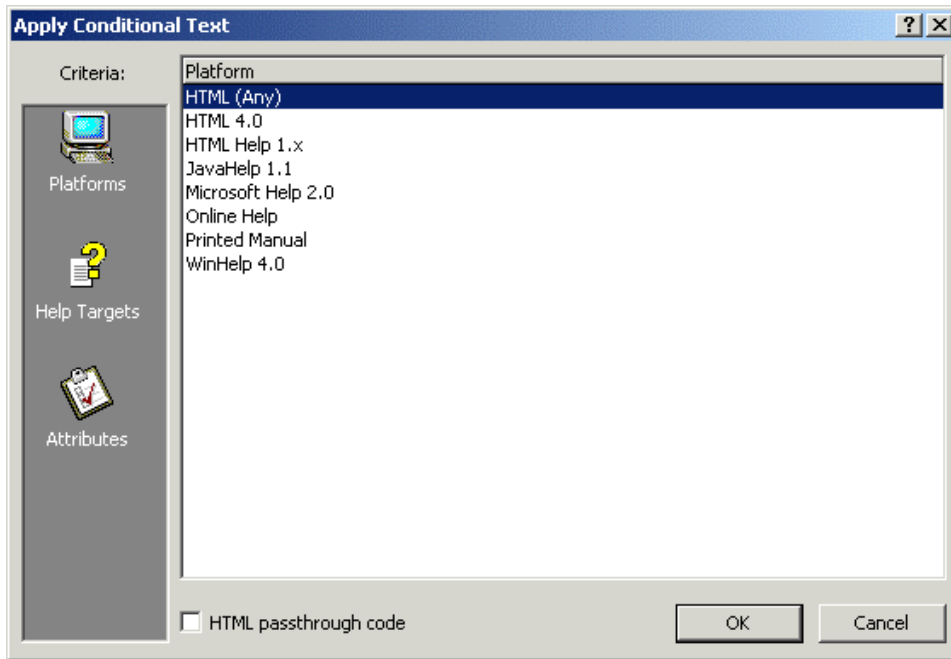 Apply Conditional Text
Criteria:
Platforms
Help Targets
Attributes
Platform
HTML (Any)
HTML 4.0
HTML Help 1.x
JavaHelp 1.1
Microsoft Help 2.0
Online Help
Printed Manual
WinHelp 4.0
HTML passthrough code
OK
Cancel